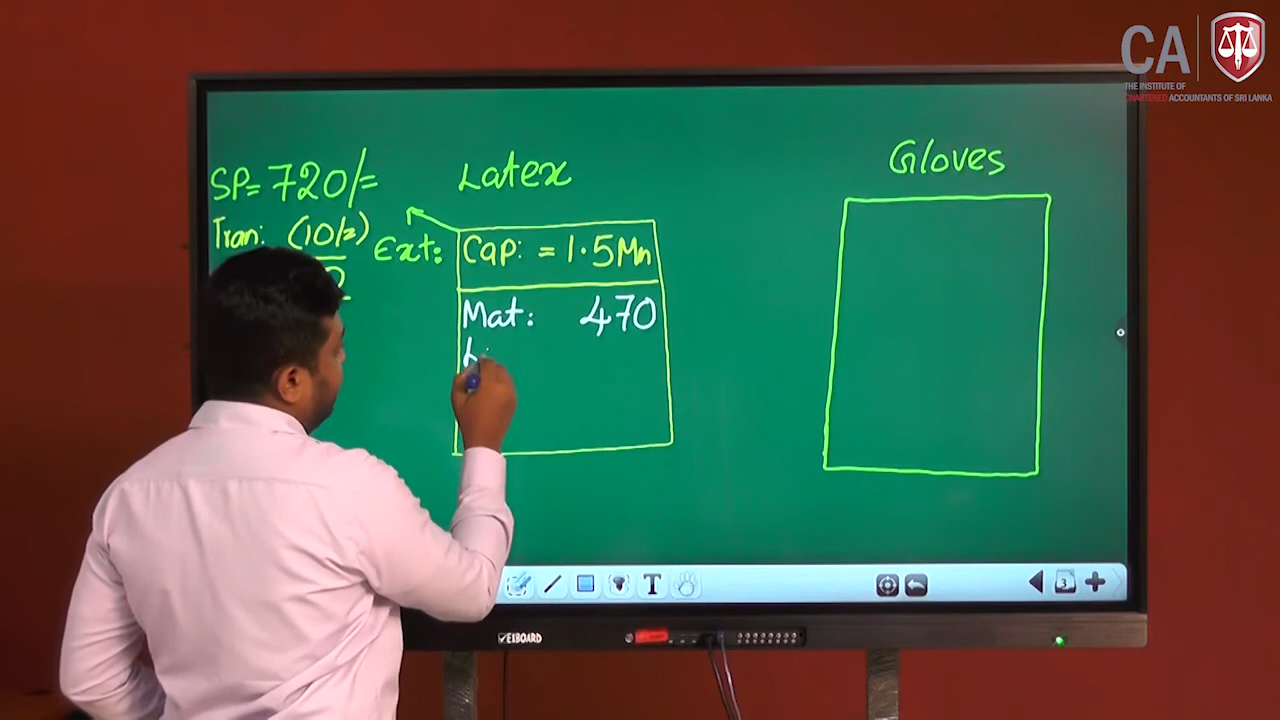 CA
THE INSTITUTE OF
CHARTERED ACCOUNTANTS OF SRI LANKA
SP= 720/=
Tran: (10/=)
Latex
Ext:
Cap: = 1.5Mn
Mat: 470
Gloves
T
3
EIBOARD